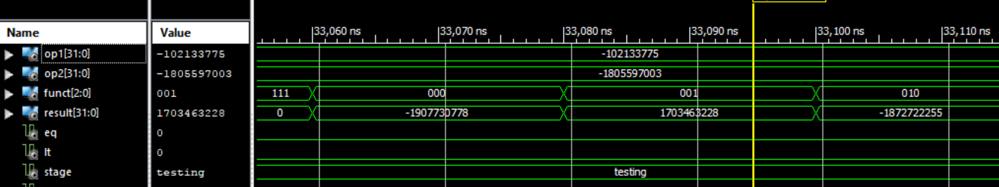 Name Value 33,060 ns 33,070 ns 33,080 ns 33,090 ns 33,100 ns 33,110 ns
op1[31:0] -102133775 -102133775
op2[31:0] -1805597003 -1805597003
funct[2:0] 001 111 000 001 010
result[31:0] 1703463228 0 -1907730778 1703463228 -1872722255
eq 0
lt 0
stage testing testing